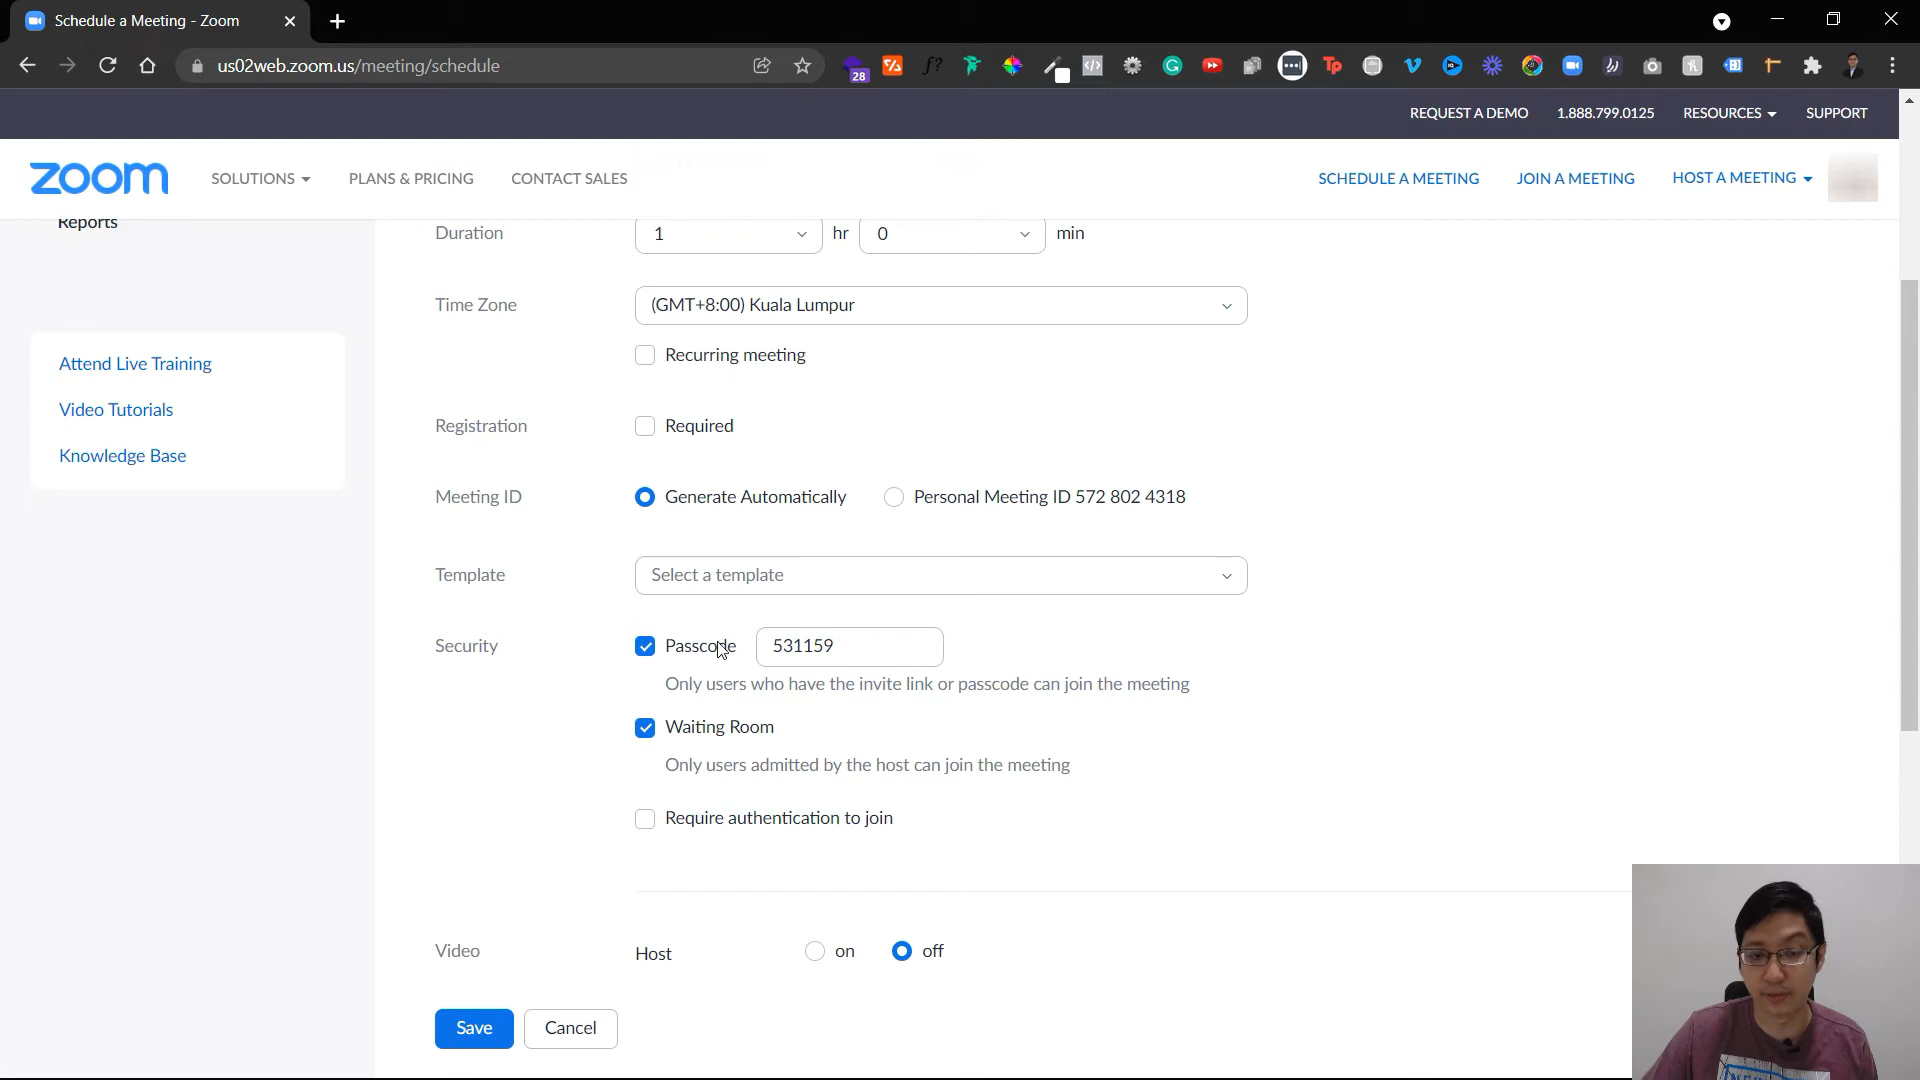 Schedule a Meeting - Zoom
us02web.zoom.us/meeting/schedule
28
REQUEST A DEMO 1.888.799.0125 RESOURCES SUPPORT
zoom SOLUTIONS PLANS & PRICING CONTACT SALES SCHEDULE A MEETING JOIN A MEETING HOST A MEETING
Reports
Attend Live Training
Video Tutorials
Knowledge Base
Duration 1 hr 0 min
Time Zone (GMT+8:00) Kuala Lumpur
Recurring meeting
Registration Required
Meeting ID Generate Automatically Personal Meeting ID 572 802 4318
Template Select a template
Security Passcode 531159
Only users who have the invite link or passcode can join the meeting
Waiting Room
Only users admitted by the host can join the meeting
Require authentication to join
Video Host on off
Save Cancel